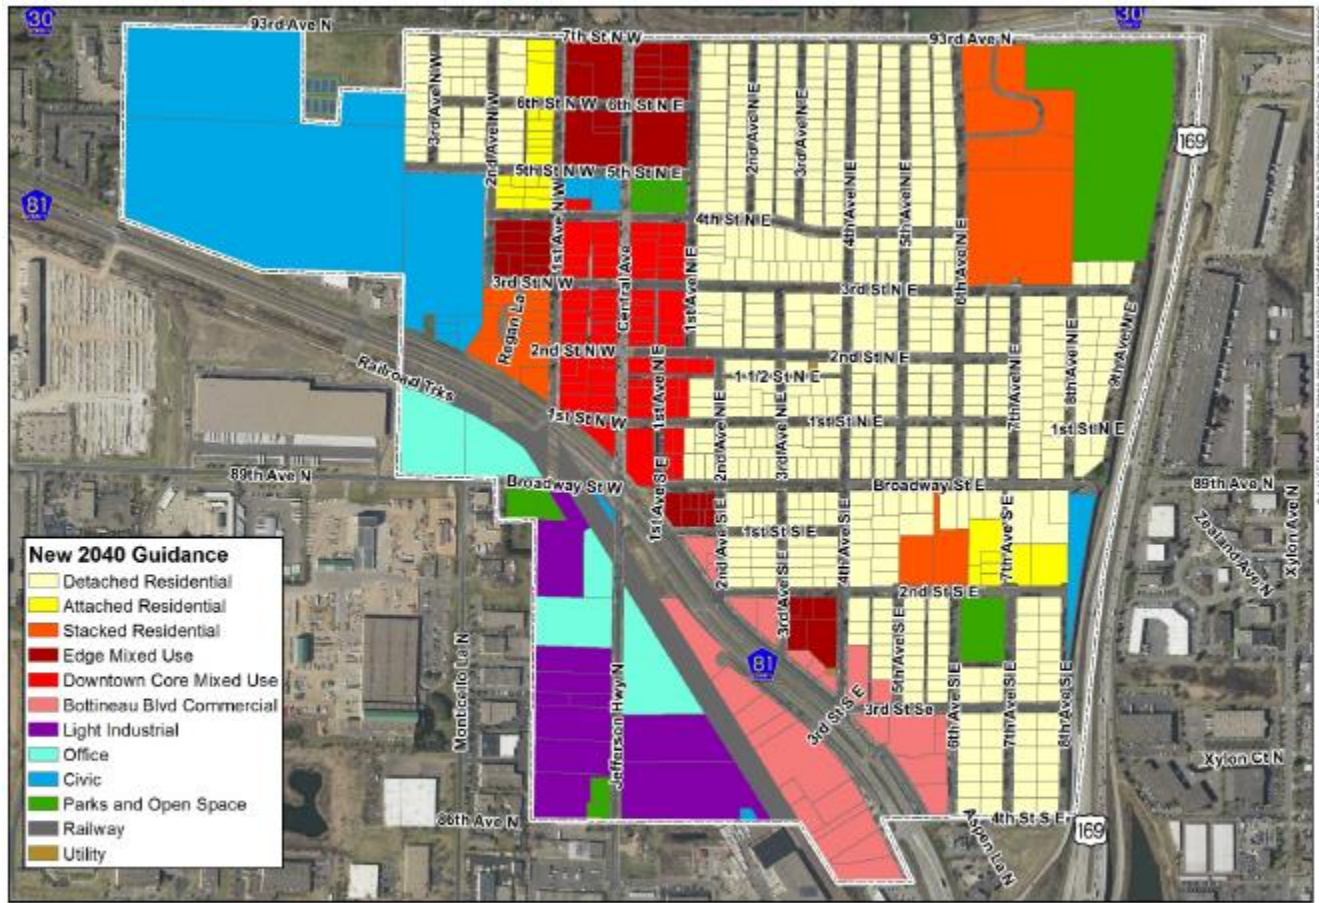 30
93rd Ave N
7th St N W
93rd Ave N
30
3rd Ave N W
6th St N W
6th St N E
2nd Ave N W
2nd Ave N E
3rd Ave N E
169
5th St N W
5th St N E
81
1st Ave N W
4th St N E
4th Ave N E
5th Ave N E
6th Ave N E
3rd St N W
Central Ave
1st Ave N E
3rd St N E
8th Ave N E
9th Ave N E
Regan La
2nd St N W
2nd St N E
7th Ave N E
Railroad Trks
1 1/2 St N E
1st Ave N E
1st St N W
2nd Ave N E
3rd Ave N E
1st St N E
1st St N E
89th Ave N
Broadway St W
Broadway St E
89th Ave N
1st Ave S E
1st St S E
2nd Ave S E
3rd Ave S E
4th Ave S E
7th Ave S E
Zealand Ave N
Xylon Ave N
2nd St S E
New 2040 Guidance
Detached Residential
Attached Residential
Stacked Residential
Edge Mixed Use
Downtown Core Mixed Use
Bottineau Blvd Commercial
Light Industrial
Office
Civic
Parks and Open Space
Railway
Utility
Monticello La N
Jefferson Hwy N
81
5th Ave S E
6th Ave S E
7th Ave S E
8th Ave S E
3rd St S E
3rd St Se
Xylon Ct N
86th Ave N
Aspen La N
4th St S E
169